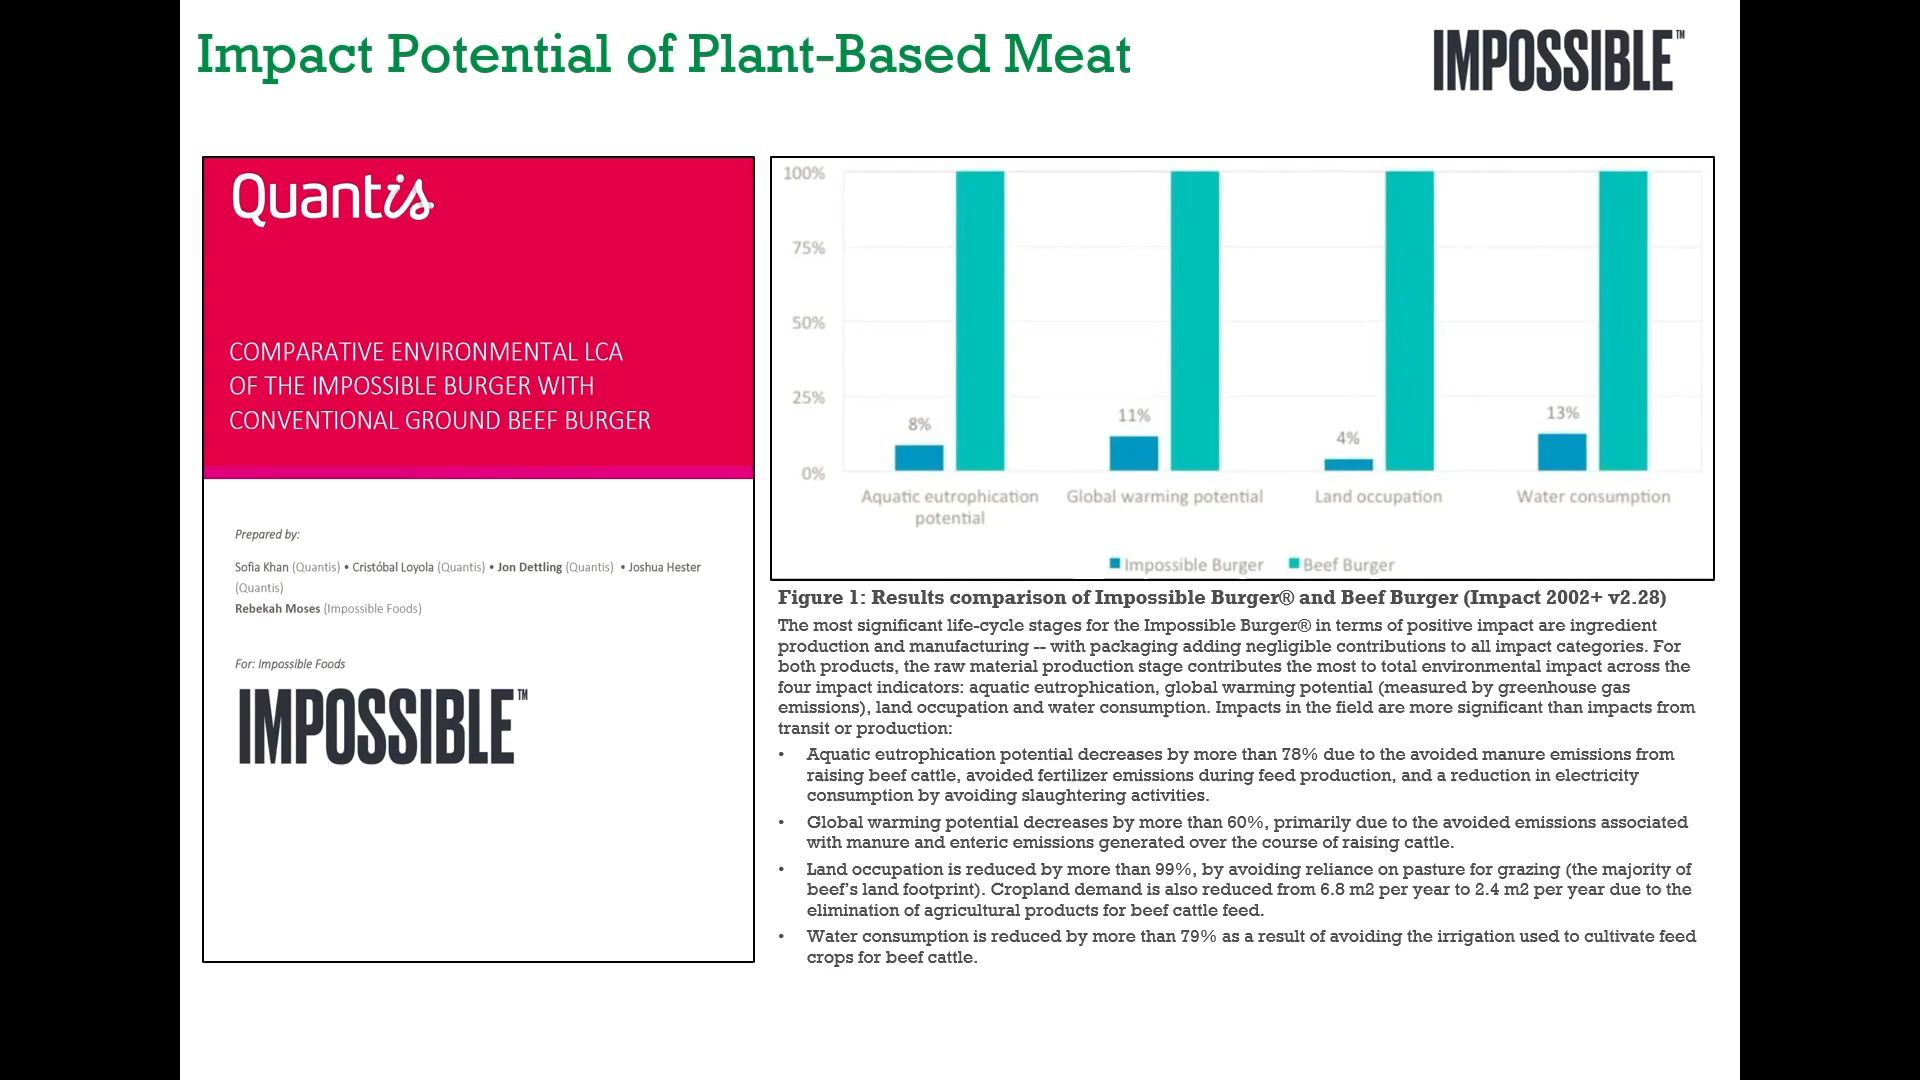 Impact Potential of Plant-Based Meat
IMPOSSIBLE™
Quantis
COMPARATIVE ENVIRONMENTAL LCA
OF THE IMPOSSIBLE BURGER WITH
CONVENTIONAL GROUND BEEF BURGER
Prepared by:
Sofia Khan (Quantis) • Cristóbal Loyola (Quantis) • Jon Dettling (Quantis) • Joshua Hester
(Quantis)
Rebekah Moses (Impossible Foods)
For: Impossible Foods
IMPOSSIBLE™
100%
75%
50%
25%
0%
8%
11%
4%
13%
Aquatic eutrophication
potential
Global warming potential
Land occupation
Water consumption
Impossible Burger
Beef Burger
Figure 1: Results comparison of Impossible Burger® and Beef Burger (Impact 2002+ v2.28)
The most significant life-cycle stages for the Impossible Burger® in terms of positive impact are ingredient
production and manufacturing -- with packaging adding negligible contributions to all impact categories. For
both products, the raw material production stage contributes the most to total environmental impact across the
four impact indicators: aquatic eutrophication, global warming potential (measured by greenhouse gas
emissions), land occupation and water consumption. Impacts in the field are more significant than impacts from
transit or production:
• Aquatic eutrophication potential decreases by more than 78% due to the avoided manure emissions from
raising beef cattle, avoided fertilizer emissions during feed production, and a reduction in electricity
consumption by avoiding slaughtering activities.
• Global warming potential decreases by more than 60%, primarily due to the avoided emissions associated
with manure and enteric emissions generated over the course of raising cattle.
• Land occupation is reduced by more than 99%, by avoiding reliance on pasture for grazing (the majority of
beef's land footprint). Cropland demand is also reduced from 6.8 m2 per year to 2.4 m2 per year due to the
elimination of agricultural products for beef cattle feed.
• Water consumption is reduced by more than 79% as a result of avoiding the irrigation used to cultivate feed
crops for beef cattle.